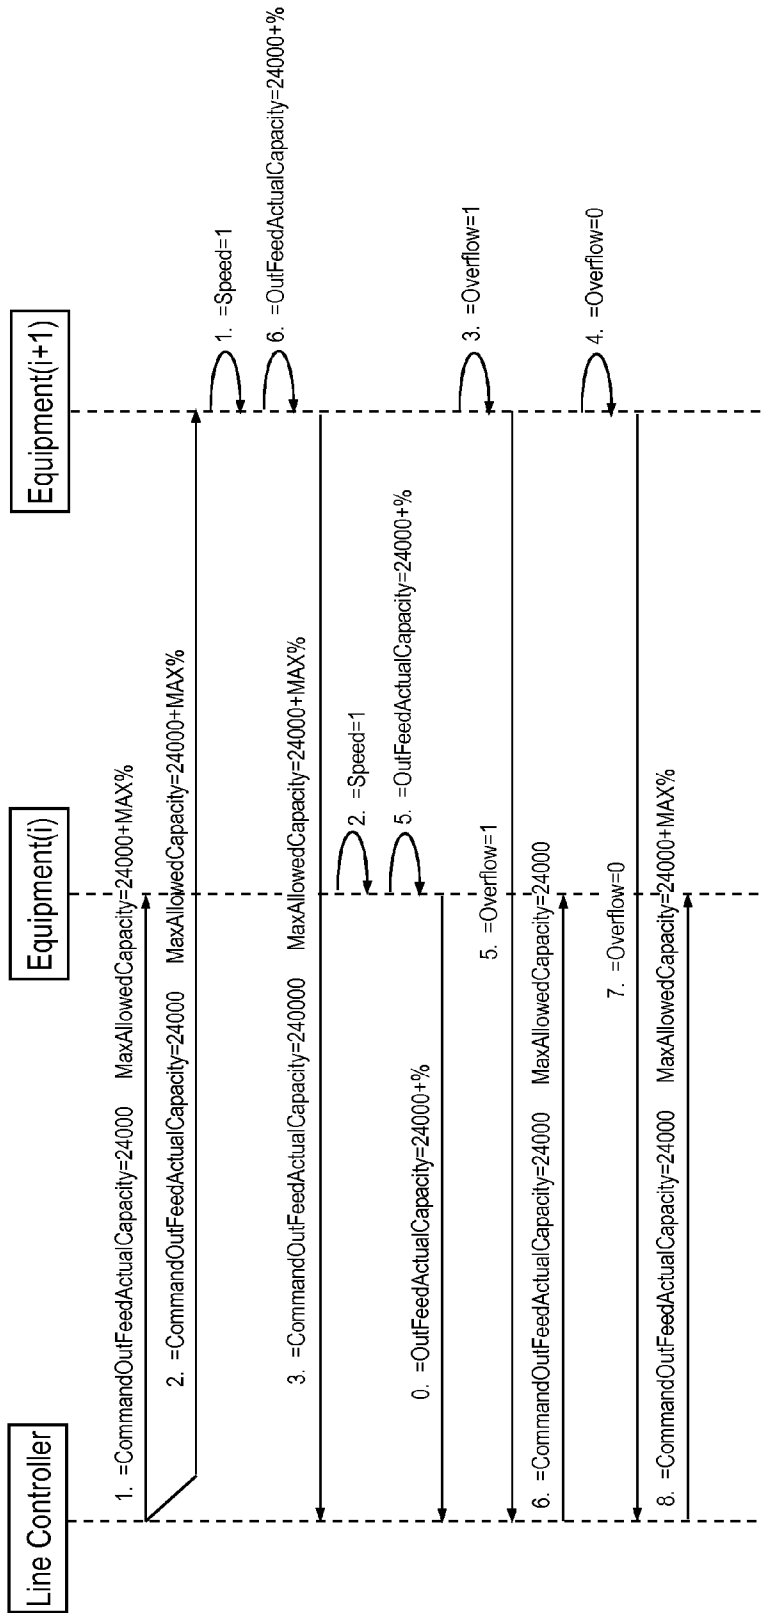 Line Controller
Equipment(i)
Equipment(i+1)
1. =CommandOutFeedActualCapacity=24000 MaxAllowedCapacity=24000+MAX%
2. =CommandOutFeedActualCapacity=24000 MaxAllowedCapacity=24000+MAX%
1. =Speed=1
6. =OutFeedActualCapacity=24000+%
3. =CommandOutFeedActualCapacity=240000 MaxAllowedCapacity=24000+MAX%
2. =Speed=1
5. =OutFeedActualCapacity=24000+%
0. =OutFeedActualCapacity=24000+%
3. =Overflow=1
5. =Overflow=1
6. =CommandOutFeedActualCapacity=24000 MaxAllowedCapacity=24000
4. =Overflow=0
7. =Overflow=0
8. =CommandOutFeedActualCapacity=24000 MaxAllowedCapacity=24000+MAX%